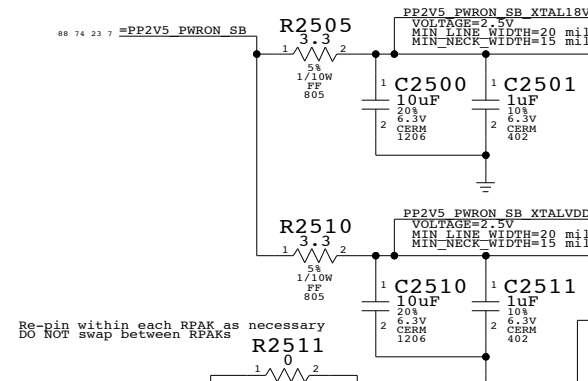 88 74 23 7 =PP2V5_PWRON_SB
R2505
3.3
1 2
5%
1/10W
FF
805
PP2V5_PWRON_SB_XTAL18V
VOLTAGE=2.5V
MIN_LINE_WIDTH=20 mil
MIN_NECK_WIDTH=15 mil
1 C2500
10uF
20%
6.3V
2 CERM
1206
1 C2501
1uF
10%
6.3V
2 CERM
402
R2510
3.3
1 2
5%
1/10W
FF
805
PP2V5_PWRON_SB_XTALVDD
VOLTAGE=2.5V
MIN_LINE_WIDTH=20 mil
MIN_NECK_WIDTH=15 mil
1 C2510
10uF
20%
6.3V
2 CERM
1206
1 C2511
1uF
10%
6.3V
2 CERM
402
Re-pin within each RPAK as necessary
DO NOT swap between RPAKs
R2511
0
1 2